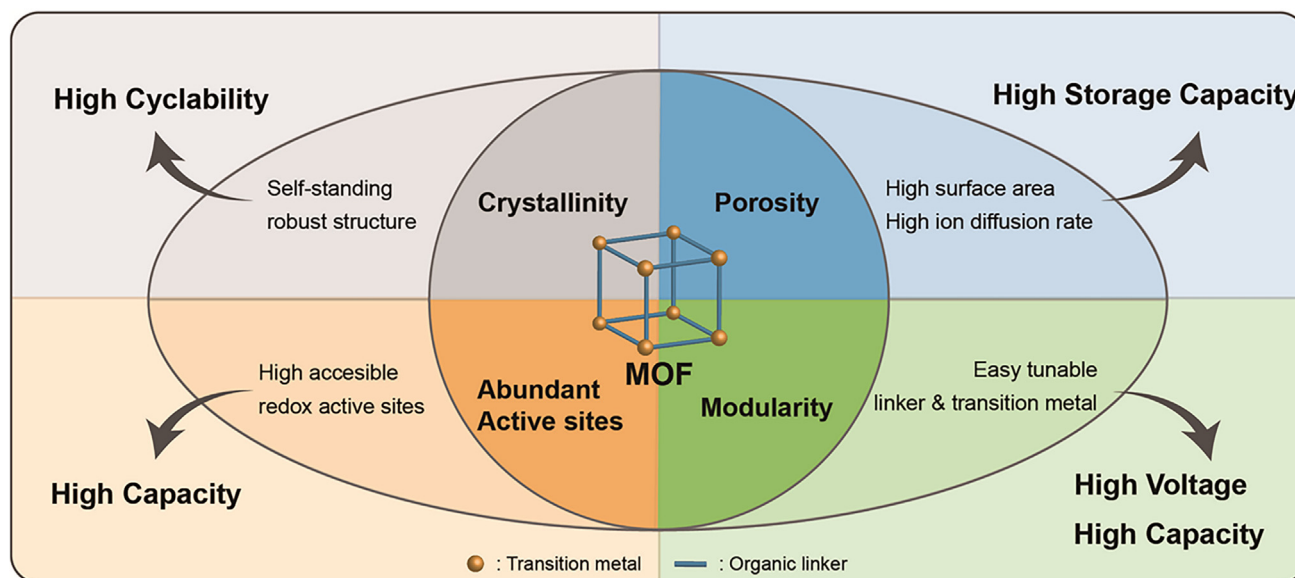 High Cyclability
Self-standing
robust structure
Crystallinity
Porosity
High surface area
High ion diffusion rate
High Storage Capacity
High accesible
redox active sites
High Capacity
Abundant
Active sites
MOF
Modularity
Easy tunable
linker & transition metal
High Voltage
High Capacity
: Transition metal
: Organic linker